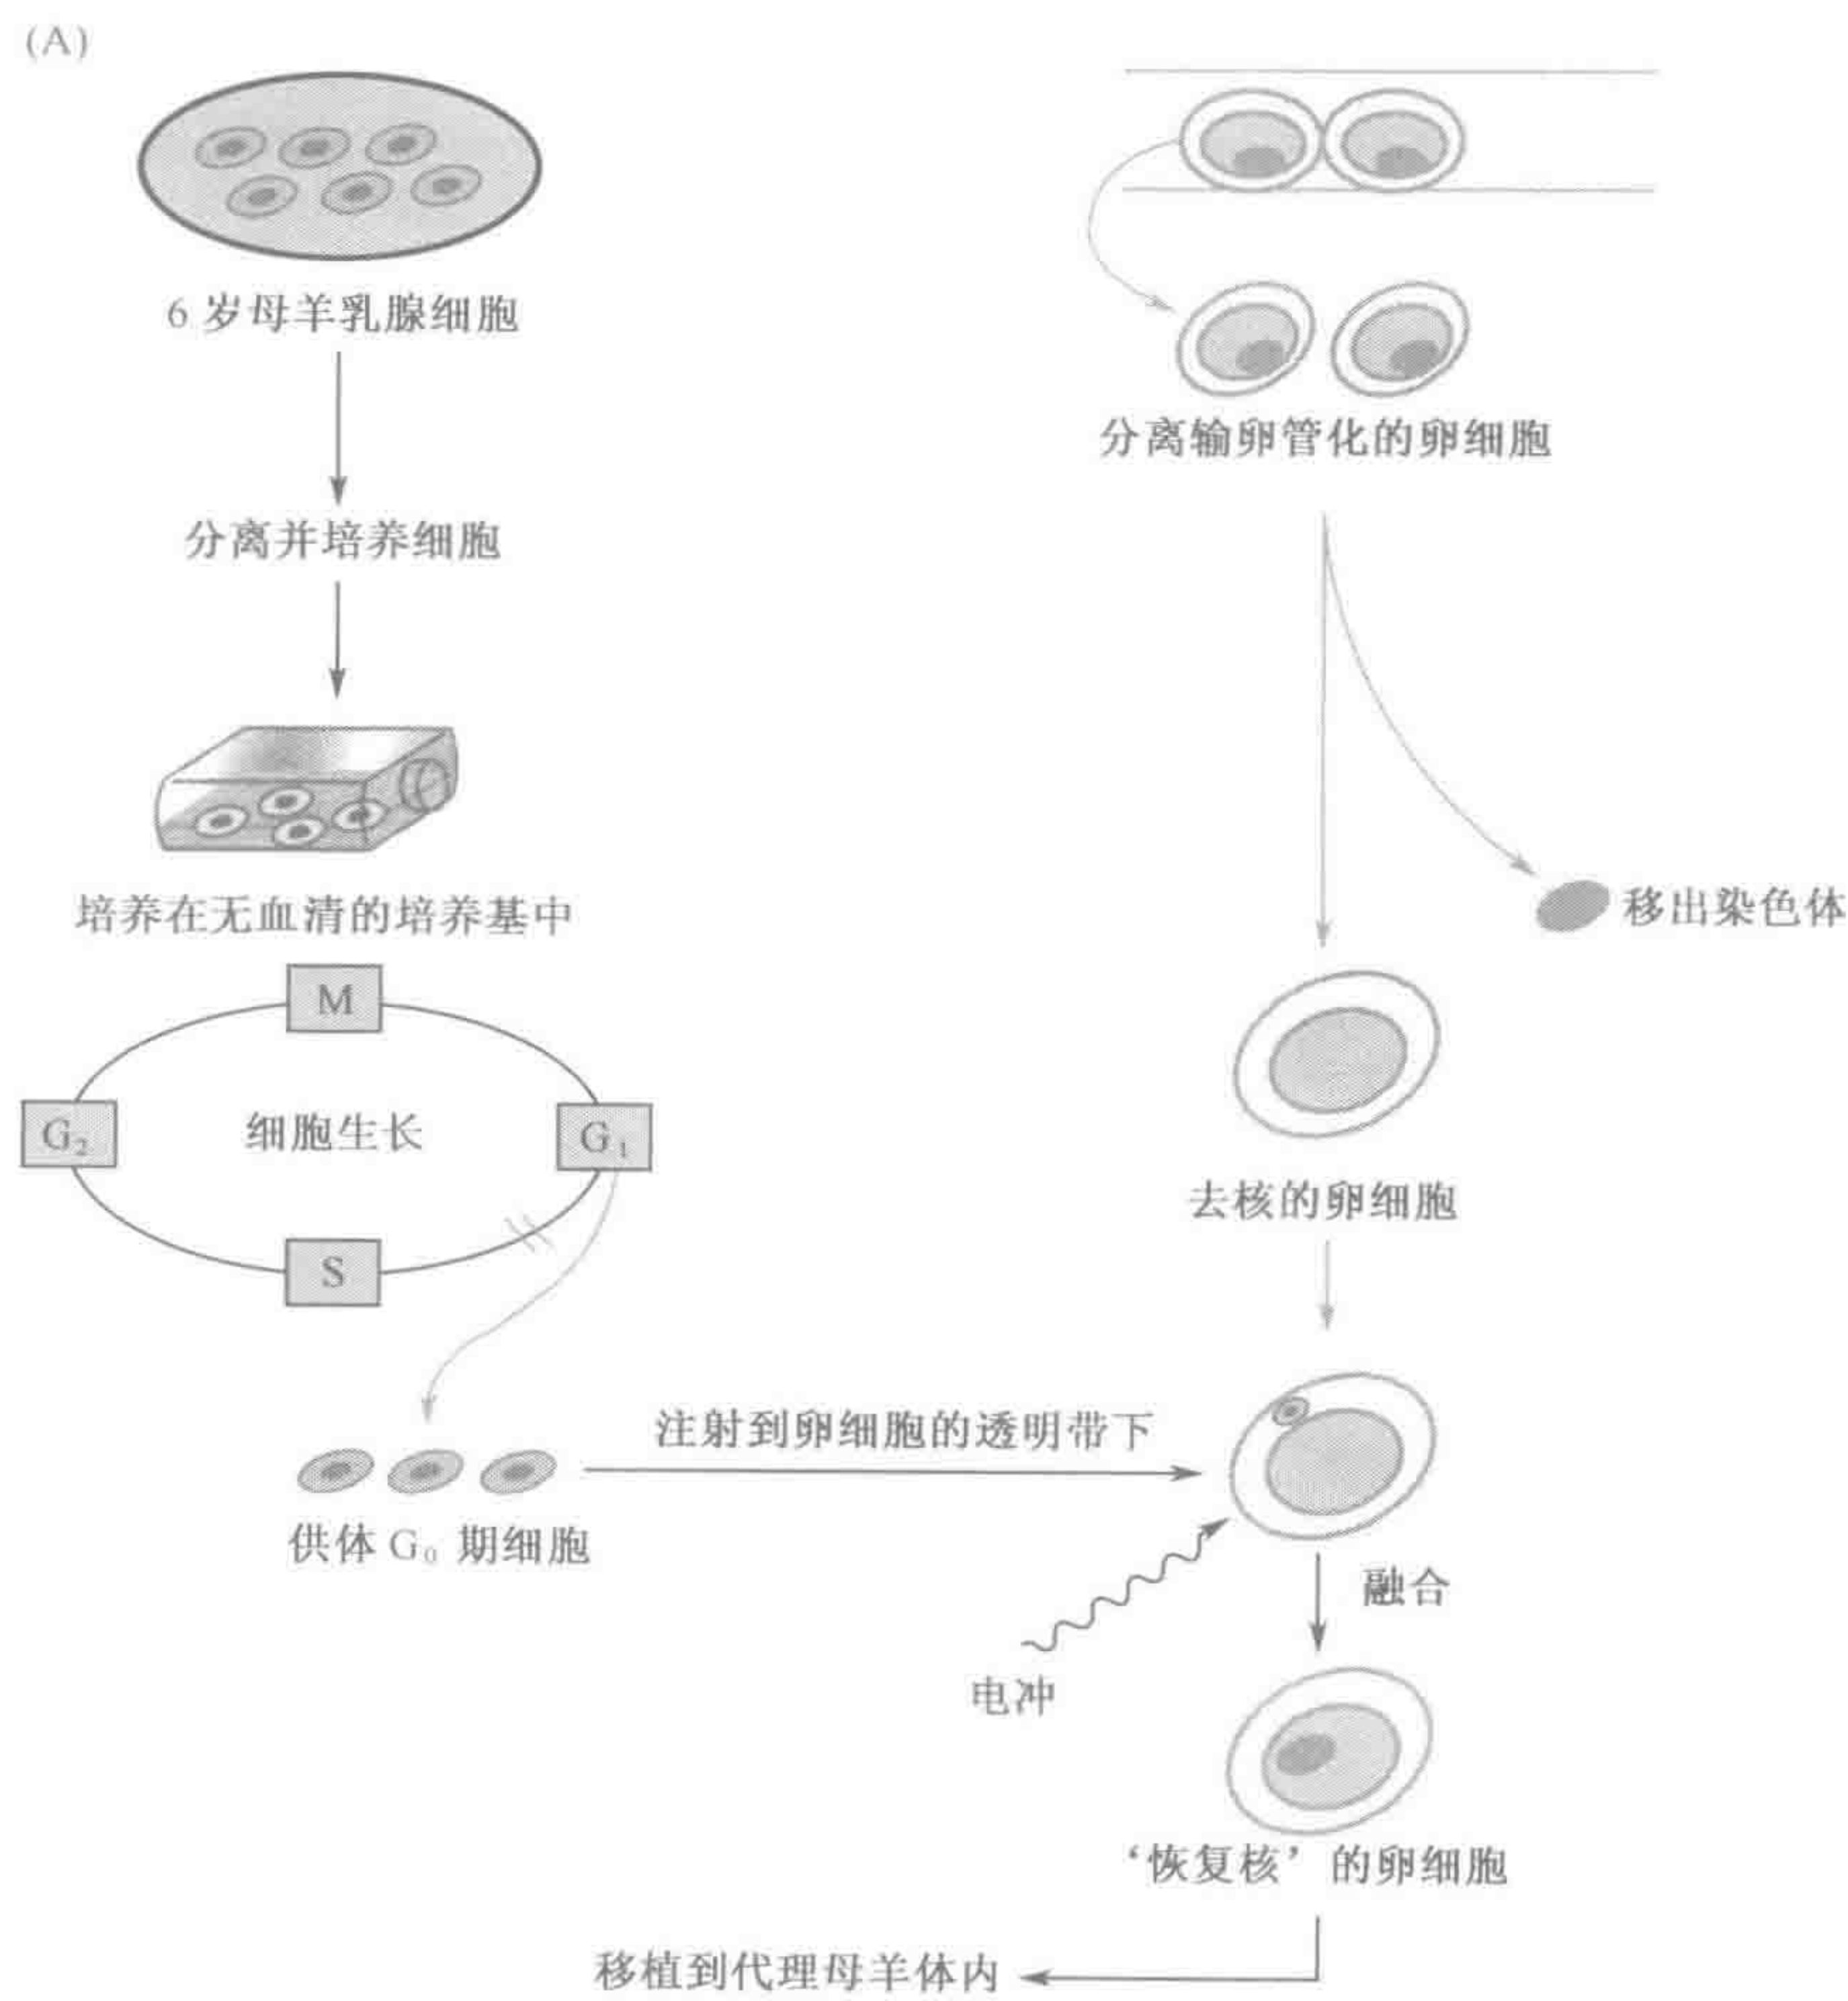 (A)
6 岁母羊乳腺细胞
分离并培养细胞
培养在无血清的培养基中
M
G₂
细胞生长
G₁
S
供体 G₀ 期细胞
分离输卵管化的卵细胞
移出染色体
去核的卵细胞
注射到卵细胞的透明带下
电冲
融合
‘恢复核’的卵细胞
移植到代理母羊体内